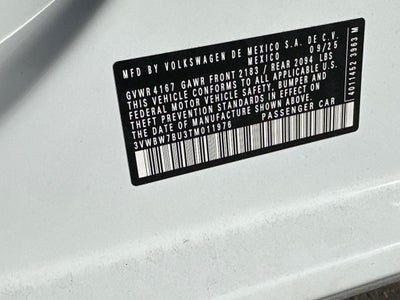 MFD BY VOLKSWAGEN DE MEXICO S.A. DE C.V.
MEXICO 09/25
GVWR 4167 GAWR FRONT 2183 / REAR 2094 LBS
THIS VEHICLE CONFORMS TO ALL APPLICABLE U.S.
FEDERAL MOTOR VEHICLE SAFETY, BUMPER, AND
THEFT PREVENTION STANDARDS IN EFFECT ON THE
DATE OF MANUFACTURE SHOWN ABOVE.
3VWBW7BU3TM011976 PASSENGER CAR
4011452 3963 M